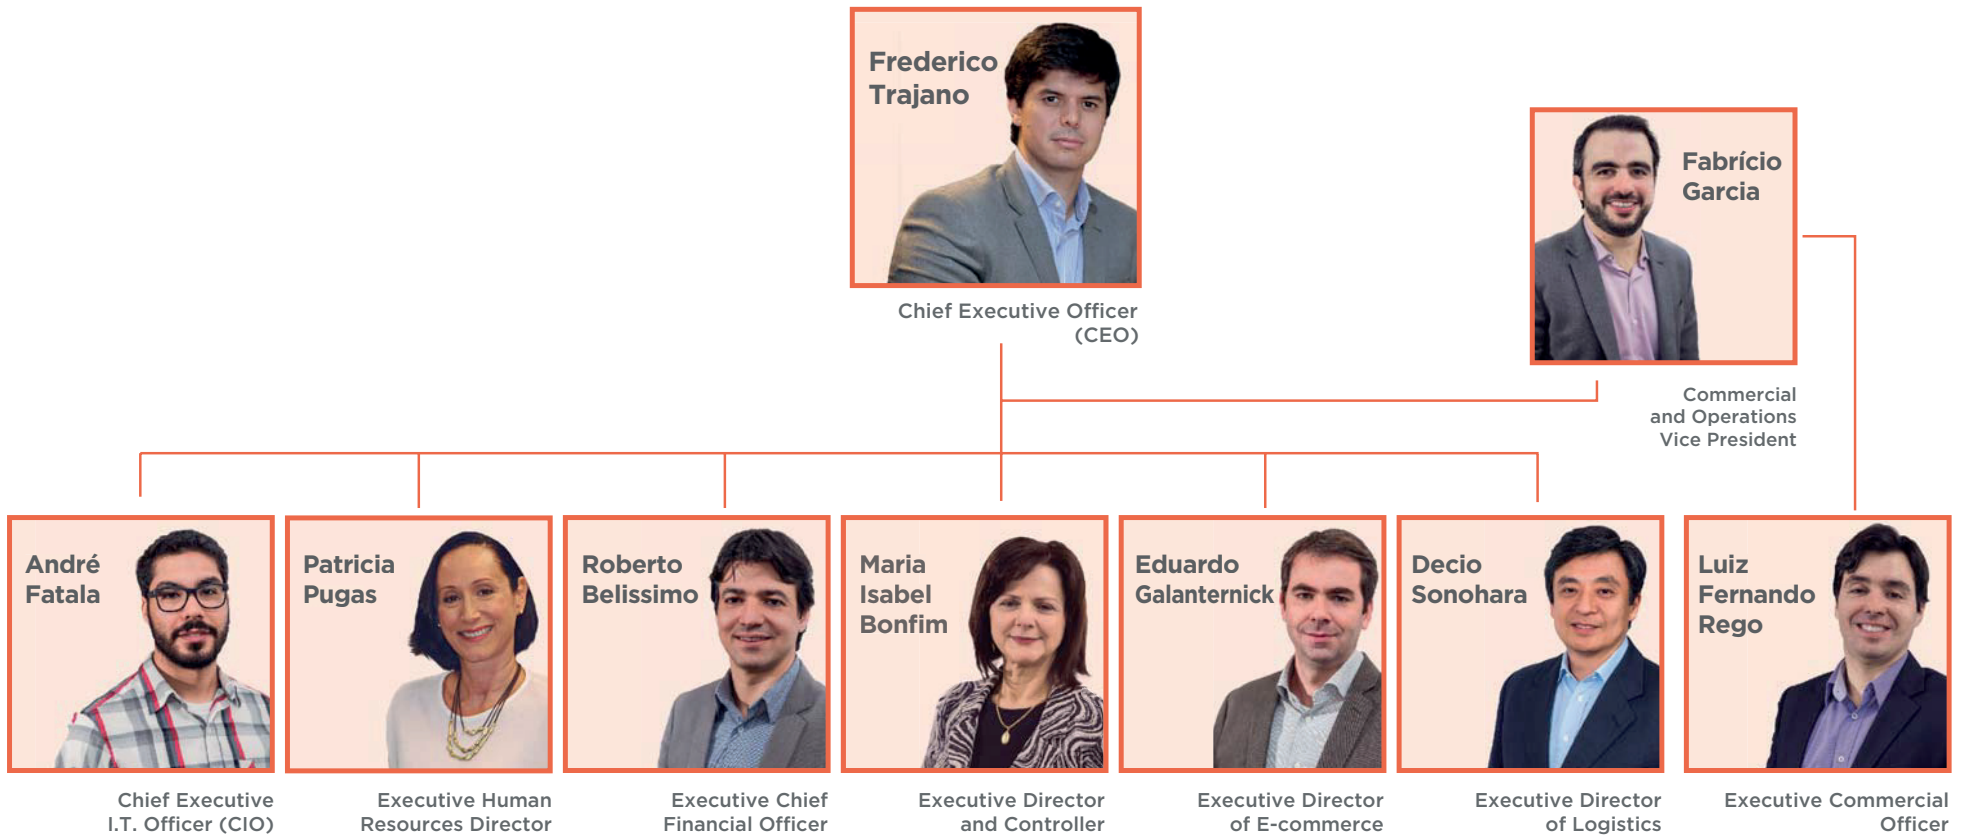 Frederico
Trajano
Chief Executive Officer
(CEO)
Fabrício
Garcia
Commercial
and Operations
Vice President
André
Fatala
Chief Executive
I.T. Officer (CIO)
Patricia
Pugas
Executive Human
Resources Director
Roberto
Belissimo
Executive Chief
Financial Officer
Maria
Isabel
Bonfim
Executive Director
and Controller
Eduardo
Galanternick
Executive Director
of E-commerce
Decio
Sonohara
Executive Director
of Logistics
Luiz
Fernando
Rego
Executive Commercial
Officer